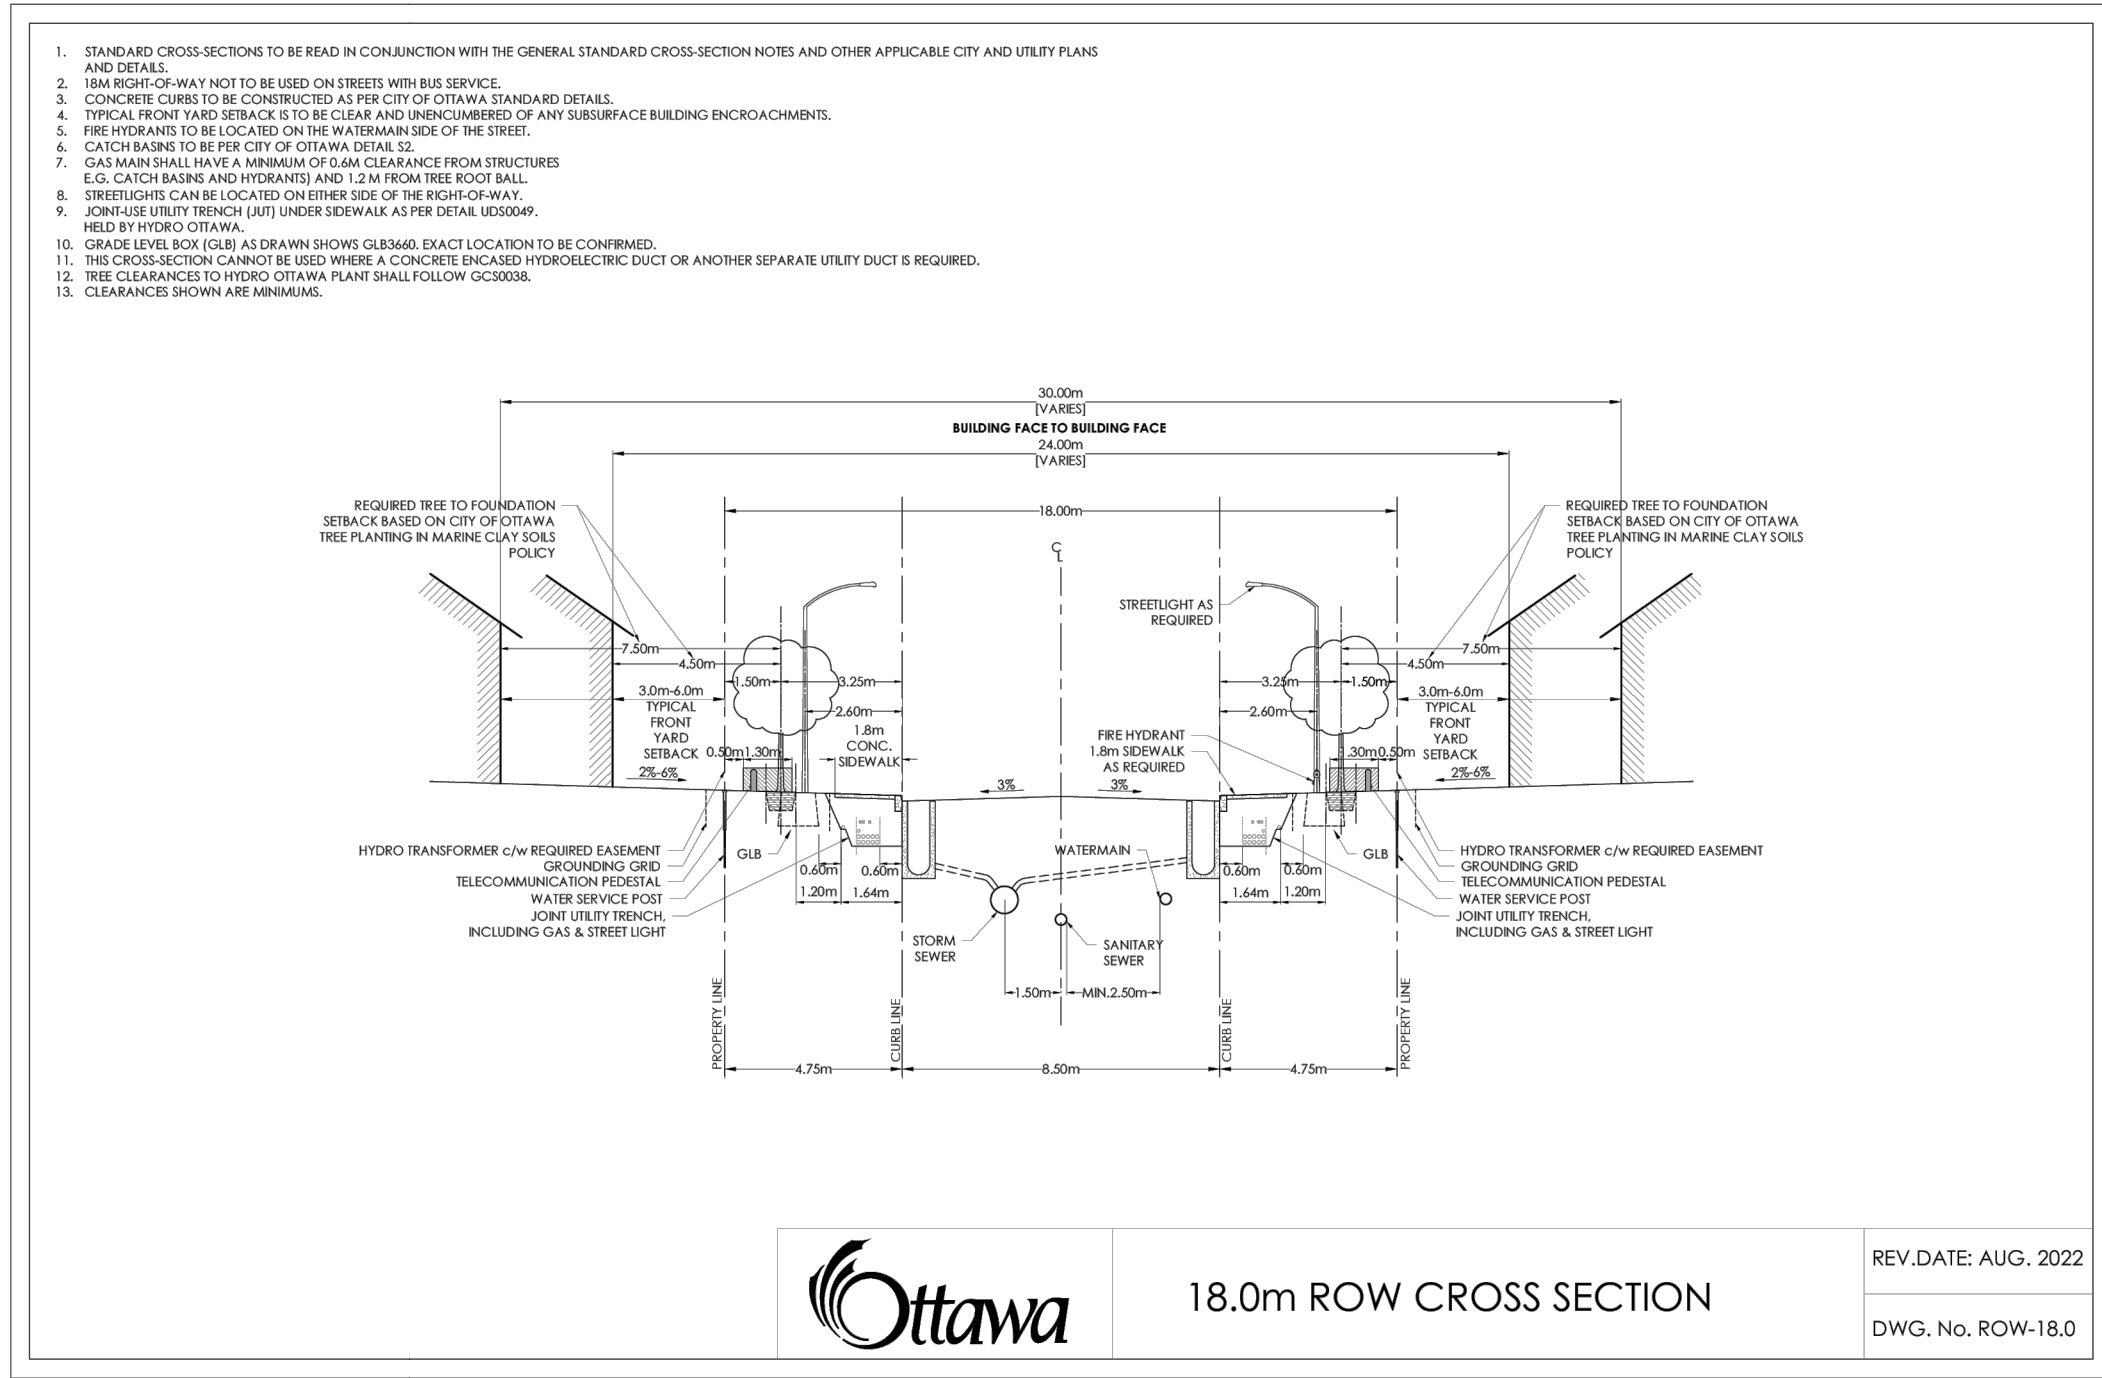 1. STANDARD CROSS-SECTIONS TO BE READ IN CONJUNCTION WITH THE GENERAL STANDARD CROSS-SECTION NOTES AND OTHER APPLICABLE CITY AND UTILITY PLANS
AND DETAILS.
2. 18M RIGHT-OF-WAY NOT TO BE USED ON STREETS WITH BUS SERVICE.
3. CONCRETE CURBS TO BE CONSTRUCTED AS PER CITY OF OTTAWA STANDARD DETAILS.
4. TYPICAL FRONT YARD SETBACK IS TO BE CLEAR AND UNENCUMBERED OF ANY SUBSURFACE BUILDING ENCROACHMENTS.
5. FIRE HYDRANTS TO BE LOCATED ON THE WATERMAIN SIDE OF THE STREET.
6. CATCH BASINS TO BE PER CITY OF OTTAWA DETAIL S2.
7. GAS MAIN SHALL HAVE A MINIMUM OF 0.6M CLEARANCE FROM STRUCTURES
E.G. CATCH BASINS AND HYDRANTS) AND 1.2 M FROM TREE ROOT BALL.
8. STREETLIGHTS CAN BE LOCATED ON EITHER SIDE OF THE RIGHT-OF-WAY.
9. JOINT-USE UTILITY TRENCH (JUT) UNDER SIDEWALK AS PER DETAIL UDS0049.
HELD BY HYDRO OTTAWA.
10. GRADE LEVEL BOX (GLB) AS DRAWN SHOWS GLB3660. EXACT LOCATION TO BE CONFIRMED.
11. THIS CROSS-SECTION CANNOT BE USED WHERE A CONCRETE ENCASED HYDROELECTRIC DUCT OR ANOTHER SEPARATE UTILITY DUCT IS REQUIRED.
12. TREE CLEARANCES TO HYDRO OTTAWA PLANT SHALL FOLLOW GCS0038.
13. CLEARANCES SHOWN ARE MINIMUMS.
30.00m
[VARIES]
BUILDING FACE TO BUILDING FACE
24.00m
[VARIES]
18.00m
REQUIRED TREE TO FOUNDATION
SETBACK BASED ON CITY OF OTTAWA
TREE PLANTING IN MARINE CLAY SOILS
POLICY
REQUIRED TREE TO FOUNDATION
SETBACK BASED ON CITY OF OTTAWA
TREE PLANTING IN MARINE CLAY SOILS
POLICY
CL
STREETLIGHT AS
REQUIRED
7.50m
4.50m
1.50m
3.25m
2.60m
3.0m-6.0m
TYPICAL
FRONT
YARD
SETBACK
0.50m
1.30m
1.8m
CONC.
SIDEWALK
2%-6%
3%
3%
FIRE HYDRANT
1.8m SIDEWALK
AS REQUIRED
7.50m
4.50m
3.25m
1.50m
2.60m
3.0m-6.0m
TYPICAL
FRONT
YARD
SETBACK
.30m
0.50m
2%-6%
HYDRO TRANSFORMER c/w REQUIRED EASEMENT
GROUNDING GRID
TELECOMMUNICATION PEDESTAL
WATER SERVICE POST
JOINT UTILITY TRENCH,
INCLUDING GAS & STREET LIGHT
GLB
0.60m
0.60m
1.20m
1.64m
WATERMAIN
STORM
SEWER
SANITARY
SEWER
1.50m
MIN.2.50m
0.60m
0.60m
1.64m
1.20m
GLB
HYDRO TRANSFORMER c/w REQUIRED EASEMENT
GROUNDING GRID
TELECOMMUNICATION PEDESTAL
WATER SERVICE POST
JOINT UTILITY TRENCH,
INCLUDING GAS & STREET LIGHT
PROPERTY LINE
CURB LINE
CURB LINE
PROPERTY LINE
4.75m
8.50m
4.75m
Ottawa
18.0m ROW CROSS SECTION
REV.DATE: AUG. 2022
DWG. No. ROW-18.0